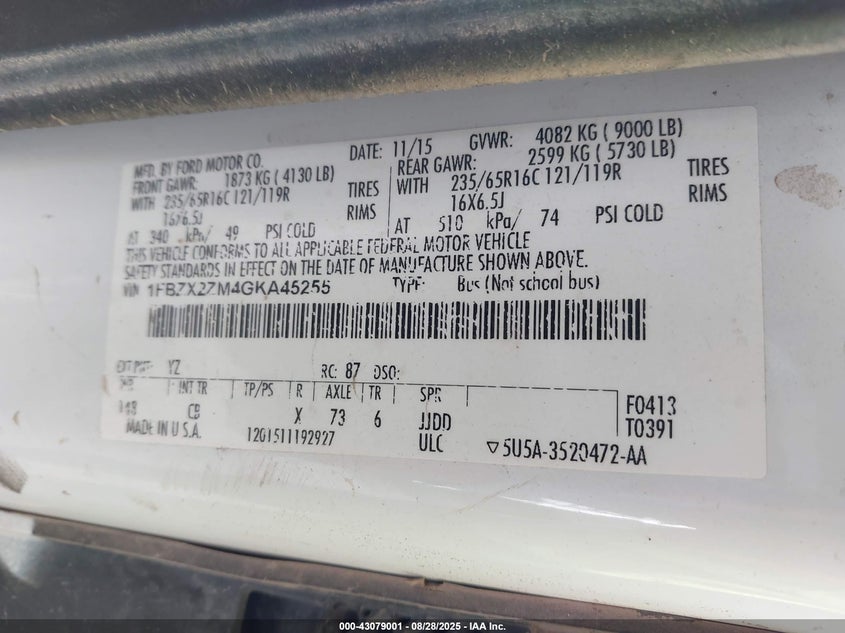 MFD. BY FORD MOTOR CO. DATE: 11/15 GVWR: 4082 KG ( 9000 LB)
FRONT GAWR: 1873 KG ( 4130 LB) REAR GAWR: 2599 KG ( 5730 LB)
WITH 235/65R16C 121/119R TIRES WITH 235/65R16C 121/119R TIRES
16X6.5J RIMS 16X6.5J RIMS
AT 340 kPa/ 49 PSI COLD AT 510 kPa/ 74 PSI COLD
THIS VEHICLE CONFORMS TO ALL APPLICABLE FEDERAL MOTOR VEHICLE
SAFETY STANDARDS IN EFFECT ON THE DATE OF MANUFACTURE SHOWN ABOVE.
VIN 1FBZX2ZM4GKA45255 TYPE: Bus (Not school bus)
EXT PNT: YZ RC: 87 DSO:
WB INT TR TP/PS R AXLE TR SPR
148 CB X 73 6 JJDD F0413
MADE IN U.S.A. 1201511192927 ULC T0391
▽5U5A-3520472-AA
000-43079001 - 08/28/2025 - IAA Inc.